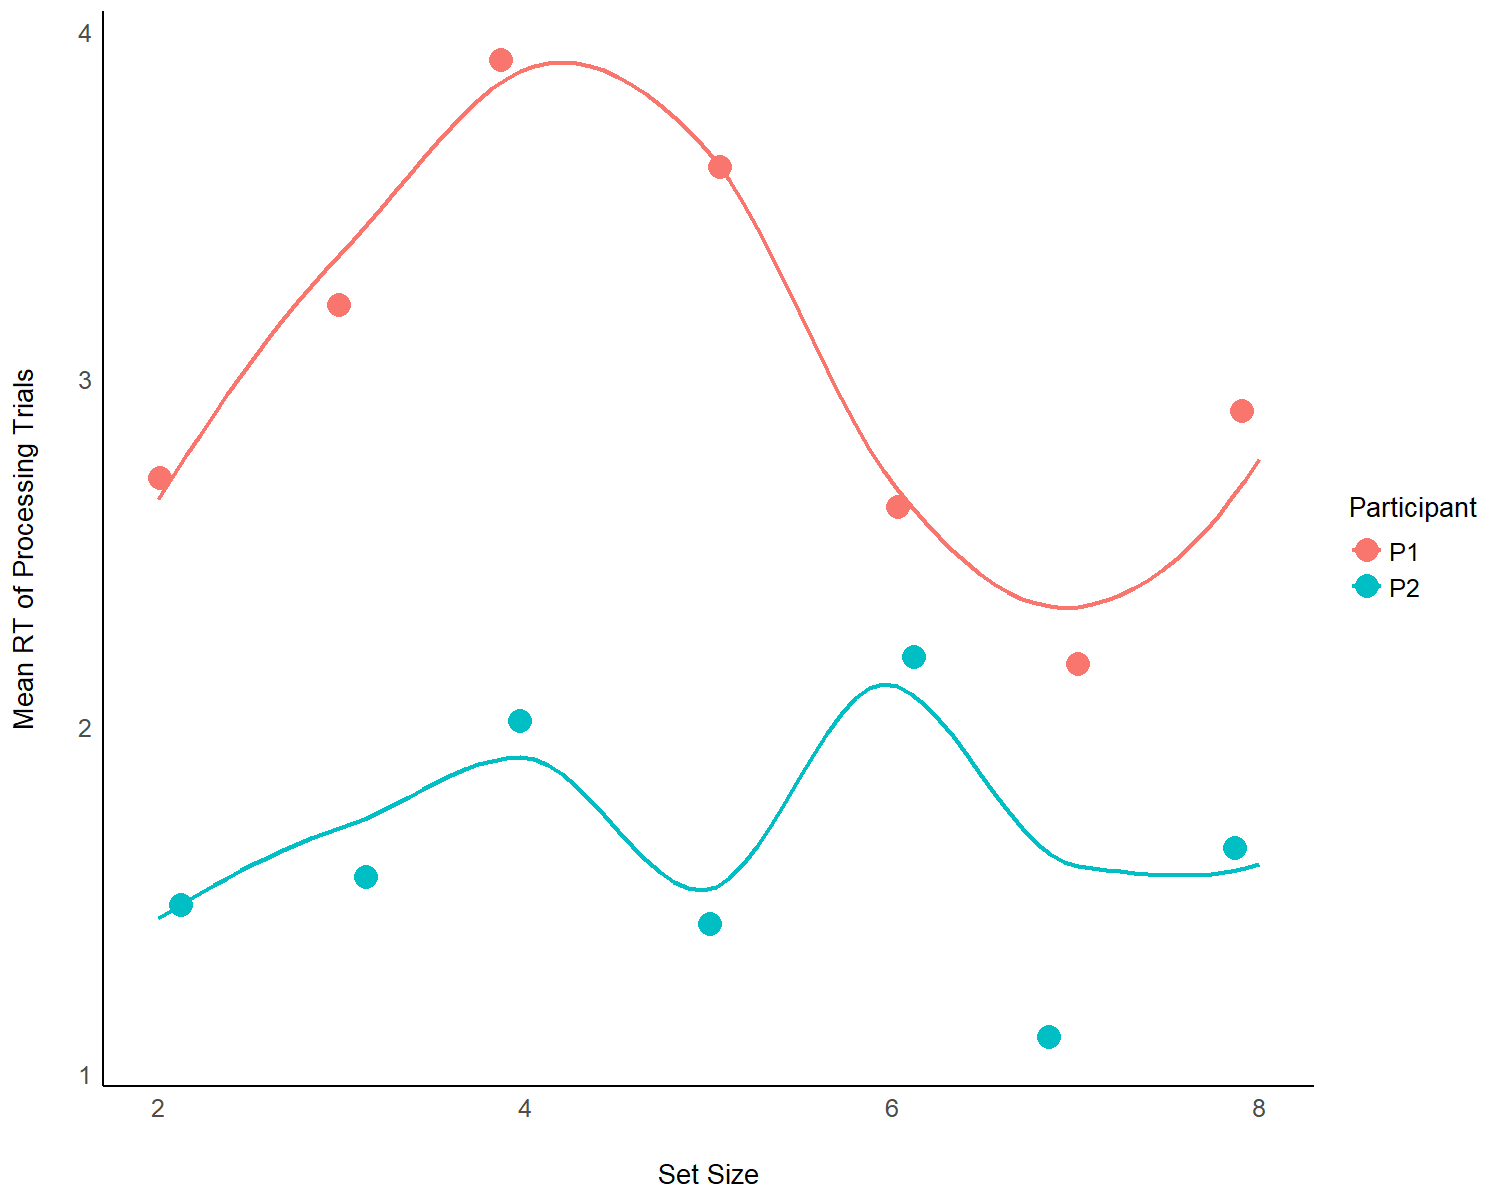 4
3
2
1
Mean RT of Processing Trials
2 4 6 8
Set Size
Participant
P1
P2